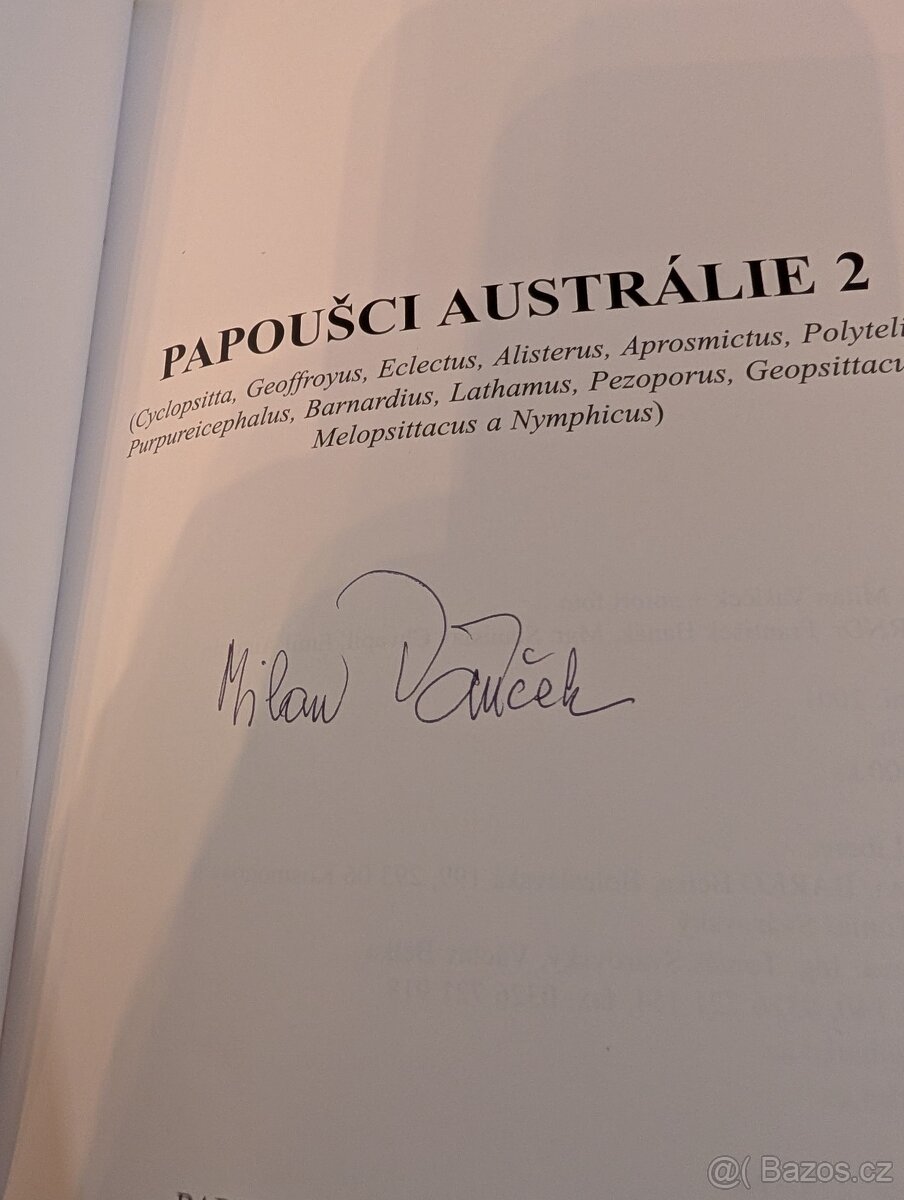 PAPOUŠCI AUSTRÁLIE 2
(Cyclopsitta, Geoffroyus, Eclectus, Alisterus, Aprosmictus, Polyteli
Purpureicephalus, Barnardius, Lathamus, Pezoporus, Geopsittacu
Melopsittacus a Nymphicus)
Milan
@( Bazos.cz